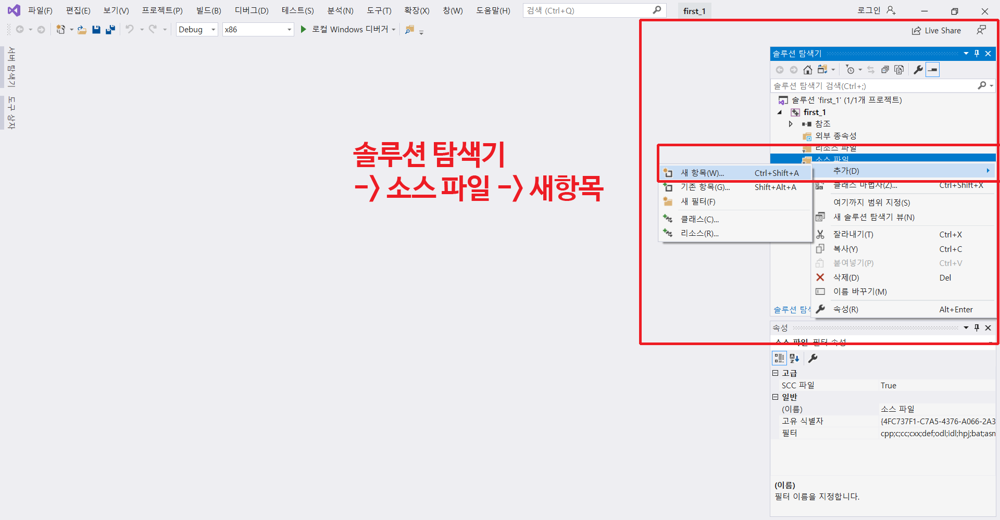 파일(F) 편집(E) 보기(V) 프로젝트(P) 빌드(B) 디버그(D) 테스트(S) 분석(N) 도구(T) 확장(X) 창(W) 도움말(H) 검색 (Ctrl+Q) first_1 로그인
Debug x86 로컬 Windows 디버거 Live Share
서버 탐색기
도구 상자
솔루션 탐색기
-> 소스 파일 -> 새항목
솔루션 탐색기
솔루션 탐색기 검색(Ctrl+;)
솔루션 'first_1' (1/1개 프로젝트)
first_1
참조
외부 종속성
리소스 파일
소스 파일
새 항목(W)... Ctrl+Shift+A
기존 항목(G)... Shift+Alt+A
새 필터(F)
클래스(C)...
리소스(R)...
추가(D)
클래스 마법사(Z)... Ctrl+Shift+X
여기까지 범위 지정(S)
새 솔루션 탐색기 뷰(N)
잘라내기(T) Ctrl+X
복사(Y) Ctrl+C
붙여넣기(P) Ctrl+V
삭제(D) Del
이름 바꾸기(M)
속성(R) Alt+Enter
솔루션 탐색
속성
소스 파일 필터 속성
고급
SCC 파일 True
일반
(이름) 소스 파일
고유 식별자 {4FC737F1-C7A5-4376-A066-2A3
필터 cpp;c;cc;cxx;def;odl;idl;hpj;bat;asm
(이름)
필터 이름을 지정합니다.